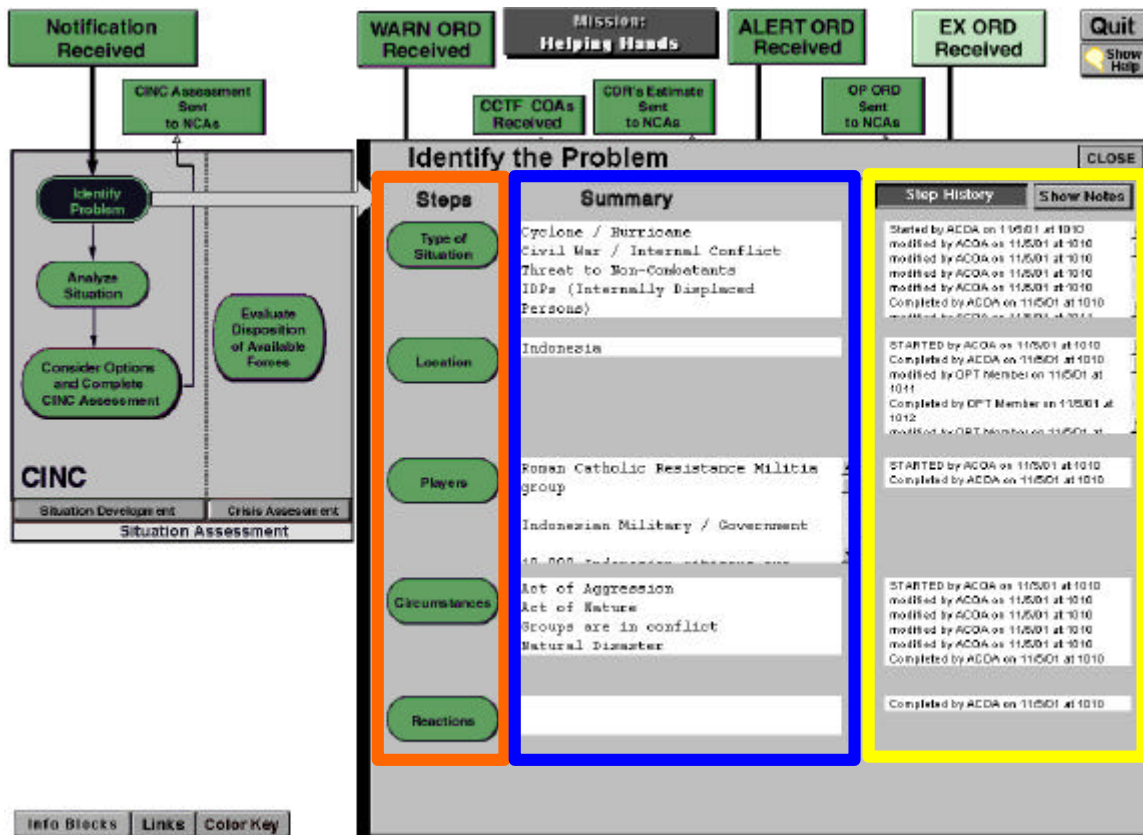 Notification
Received
WARN ORD
Received
Mission:
Helping Hands
ALERT ORD
Received
EX ORD
Received
Quit
Show
Help
CINC Assessment
Sent
to NCAs
CCTF COAs
Received
CDR's Estimate
Sent
to NCAs
OP ORD
Sent
to NCAs
Identify
Problem
Analyze
Situation
Consider Options
and Complete
CINC Assessment
Evaluate
Disposition
of Available
Forces
CINC
Situation Development
Crisis Assessment
Situation Assessment
Identify the Problem
CLOSE
Steps
Summary
Step History
Show Notes
Type of
Situation
Cyclone / Hurricane
Civil War / Internal Conflict
Threat to Non-Combatants
IDPs (Internally Displaced
Persons)
Started by ACOA on 11/5/01 at 1010
modified by ACOA on 11/5/01 at 1010
modified by ACOA on 11/5/01 at 1010
modified by ACOA on 11/5/01 at 1010
Completed by ACOA on 11/5/01 at 1010
modified by ACOA on 11/5/01 at 1011
Location
Indonesia
STARTED by ACOA on 11/5/01 at 1010
Completed by ACOA on 11/5/01 at 1010
modified by OPT Member on 11/5/01 at
1011
Completed by OPT Member on 11/5/01 at
1012
modified by OPT Member on 11/5/01 at
Players
Roman Catholic Resistance Militia
group
Indonesian Military / Government
Indonesian citizens
STARTED by ACOA on 11/5/01 at 1010
Completed by ACOA on 11/5/01 at 1010
Circumstances
Act of Aggression
Act of Nature
Groups are in conflict
Natural Disaster
STARTED by ACOA on 11/5/01 at 1010
modified by ACOA on 11/5/01 at 1010
modified by ACOA on 11/5/01 at 1010
modified by ACOA on 11/5/01 at 1010
modified by ACOA on 11/5/01 at 1010
Completed by ACOA on 11/5/01 at 1010
Reactions
Completed by ACOA on 11/5/01 at 1010
Info Blocks
Links
Color Key